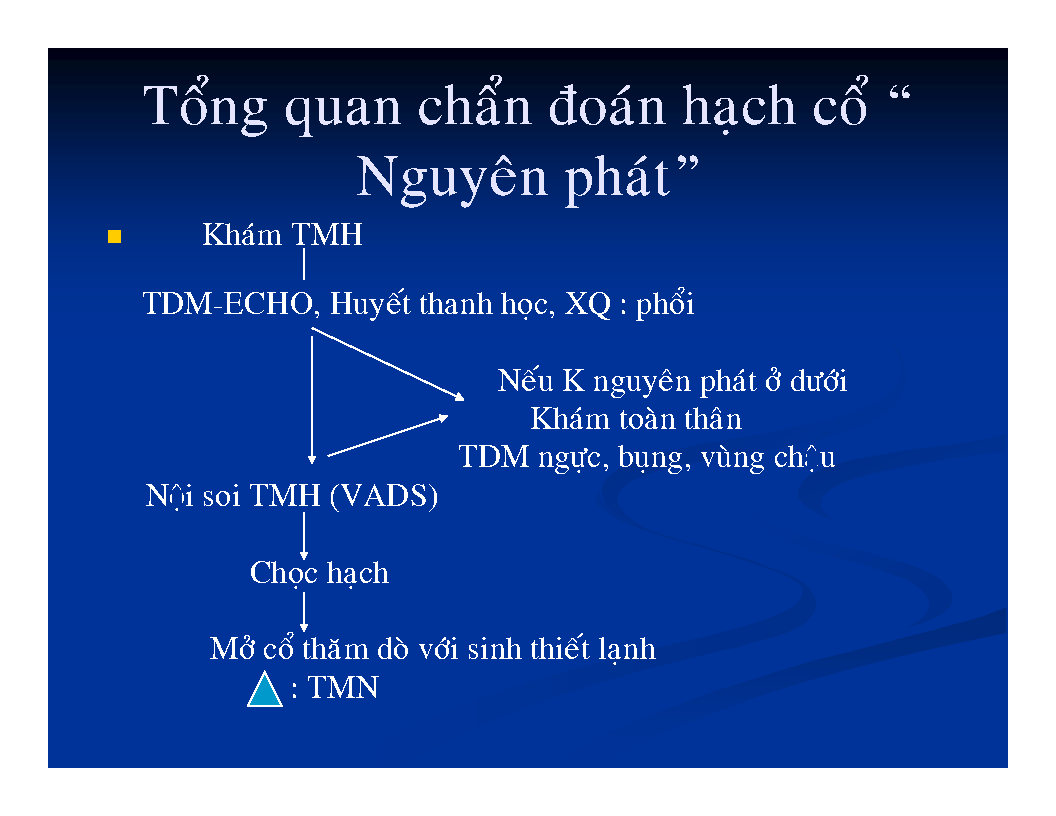 Tổng quan chẩn đoán hạch cổ “
Nguyên phát”
Khám TMH
TDM-ECHO, Huyết thanh học, XQ : phổi
Nếu K nguyên phát ở dưới
Khám toàn thân
TDM ngực, bụng, vùng chậu
Nội soi TMH (VADS)
Chọc hạch
Mở cổ thăm dò với sinh thiết lạnh
: TMN